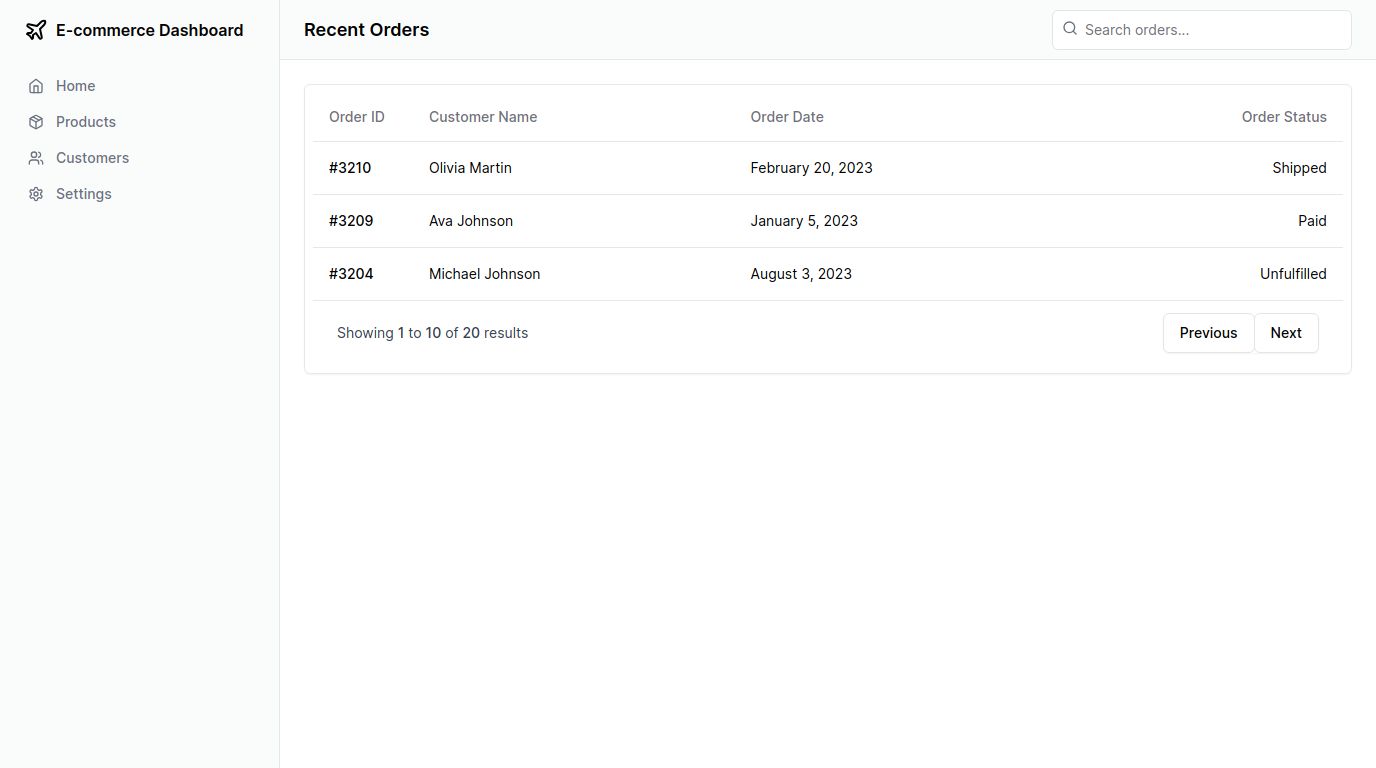 E-commerce Dashboard
Home
Products
Customers
Settings
Recent Orders
Search orders...
Order ID Customer Name Order Date Order Status
#3210 Olivia Martin February 20, 2023 Shipped
#3209 Ava Johnson January 5, 2023 Paid
#3204 Michael Johnson August 3, 2023 Unfulfilled
Showing 1 to 10 of 20 results Previous Next